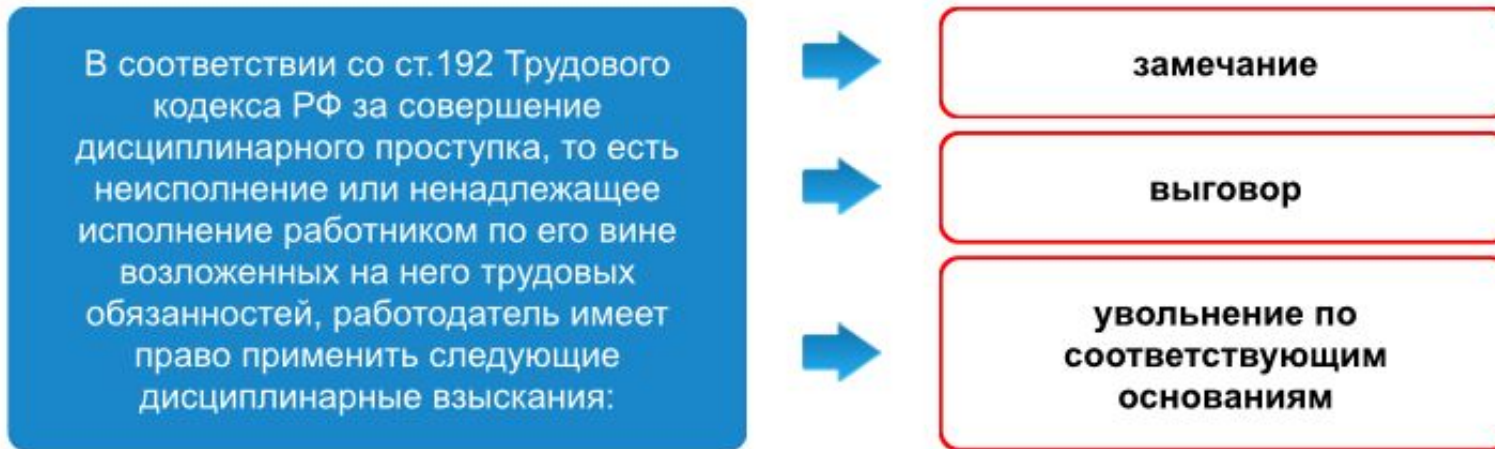 В соответствии со ст.192 Трудового
кодекса РФ за совершение
дисциплинарного проступка, то есть
неисполнение или ненадлежащее
исполнение работником по его вине
возложенных на него трудовых
обязанностей, работодатель имеет
право применить следующие
дисциплинарные взыскания:
замечание
выговор
увольнение по
соответствующим
основаниям